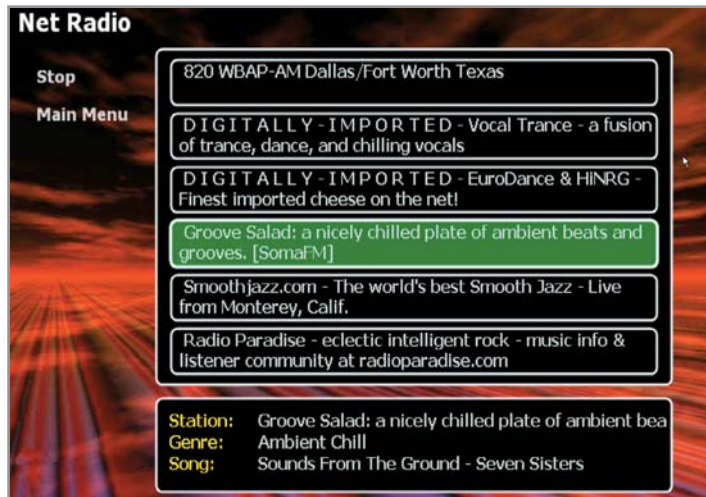 Net Radio
Stop
Main Menu
820 WBAP-AM Dallas/Fort Worth Texas
D I G I T A L L Y - I M P O R T E D - Vocal Trance - a fusion
of trance, dance, and chilling vocals
D I G I T A L L Y - I M P O R T E D - EuroDance & HiNRG -
Finest imported cheese on the net!
Groove Salad: a nicely chilled plate of ambient beats and
grooves. [SomaFM]
Smoothjazz.com - The world's best Smooth Jazz - Live
from Monterey, Calif.
Radio Paradise - eclectic intelligent rock - music info &
listener community at radioparadise.com
Station: Groove Salad: a nicely chilled plate of ambient bea
Genre: Ambient Chill
Song: Sounds From The Ground - Seven Sisters